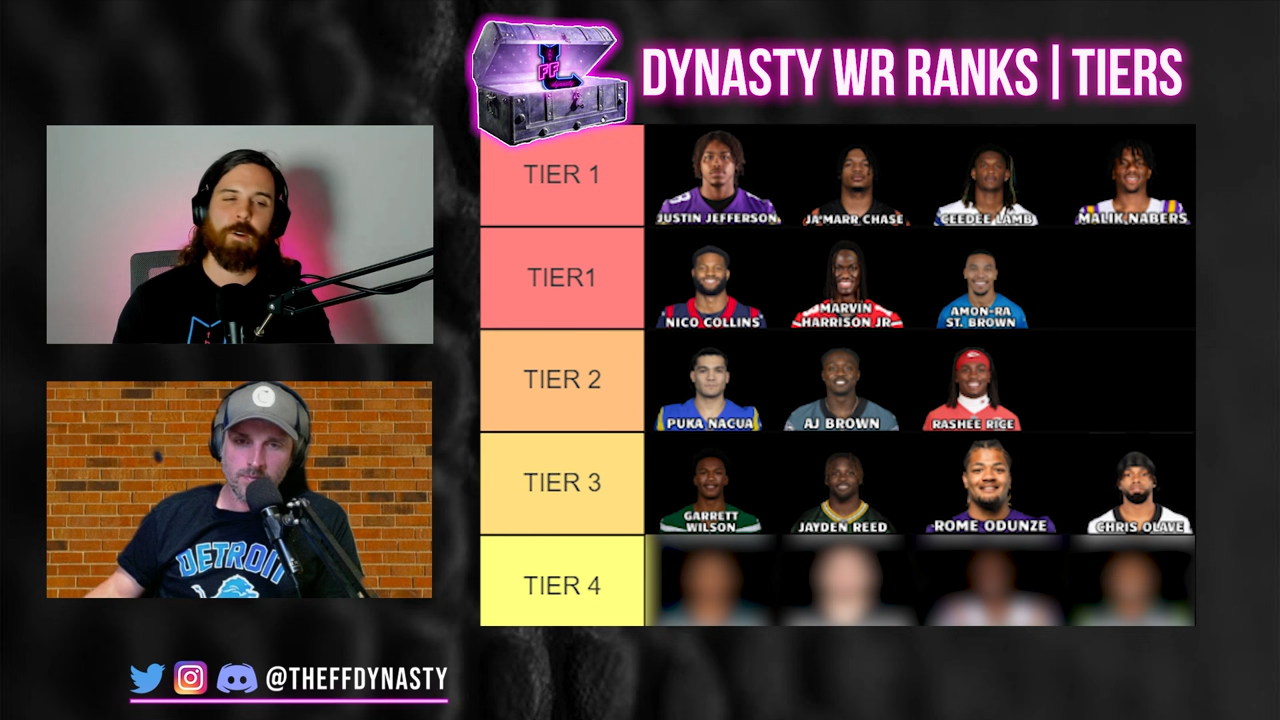 FF
DYNASTY WR RANKS | TIERS
TIER 1
JUSTIN JEFFERSON
JA'MARR CHASE
CEEDEE LAMB
MALIK NABERS
TIER1
NICO COLLINS
MARVIN
HARRISON JR.
AMON-RA
ST. BROWN
TIER 2
PUKA NACUA
AJ BROWN
RASHEE RICE
TIER 3
GARRETT
WILSON
JAYDEN REED
ROME ODUNZE
CHRIS OLAVE
TIER 4
DETROIT
@THEFFDYNASTY